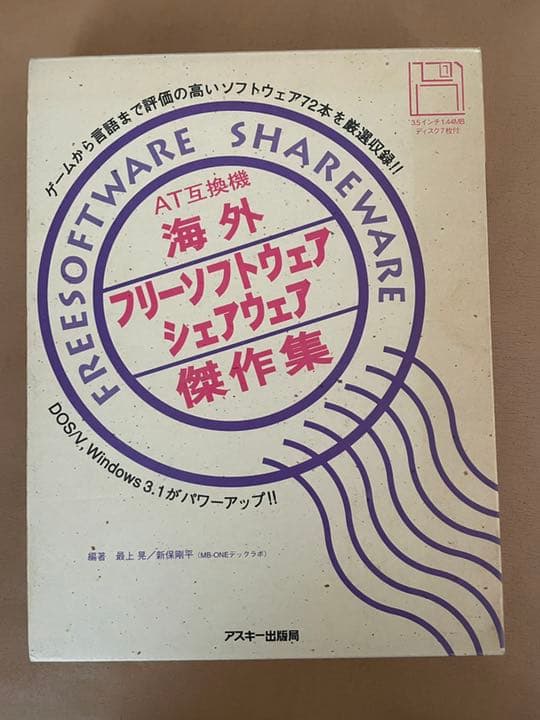 3.5インチ1.44MB
ディスク7枚付
ゲームから言語まで評価の高いソフトウェア72本を厳選収録!!
FREESOFTWARE SHAREWARE
AT互換機
海外
フリーソフトウェア
シェアウェア
傑作集
DOS/V, Windows 3.1がパワーアップ!!
編著 最上 晃／新保剛平（MB-ONEデックラボ）
アスキー出版局